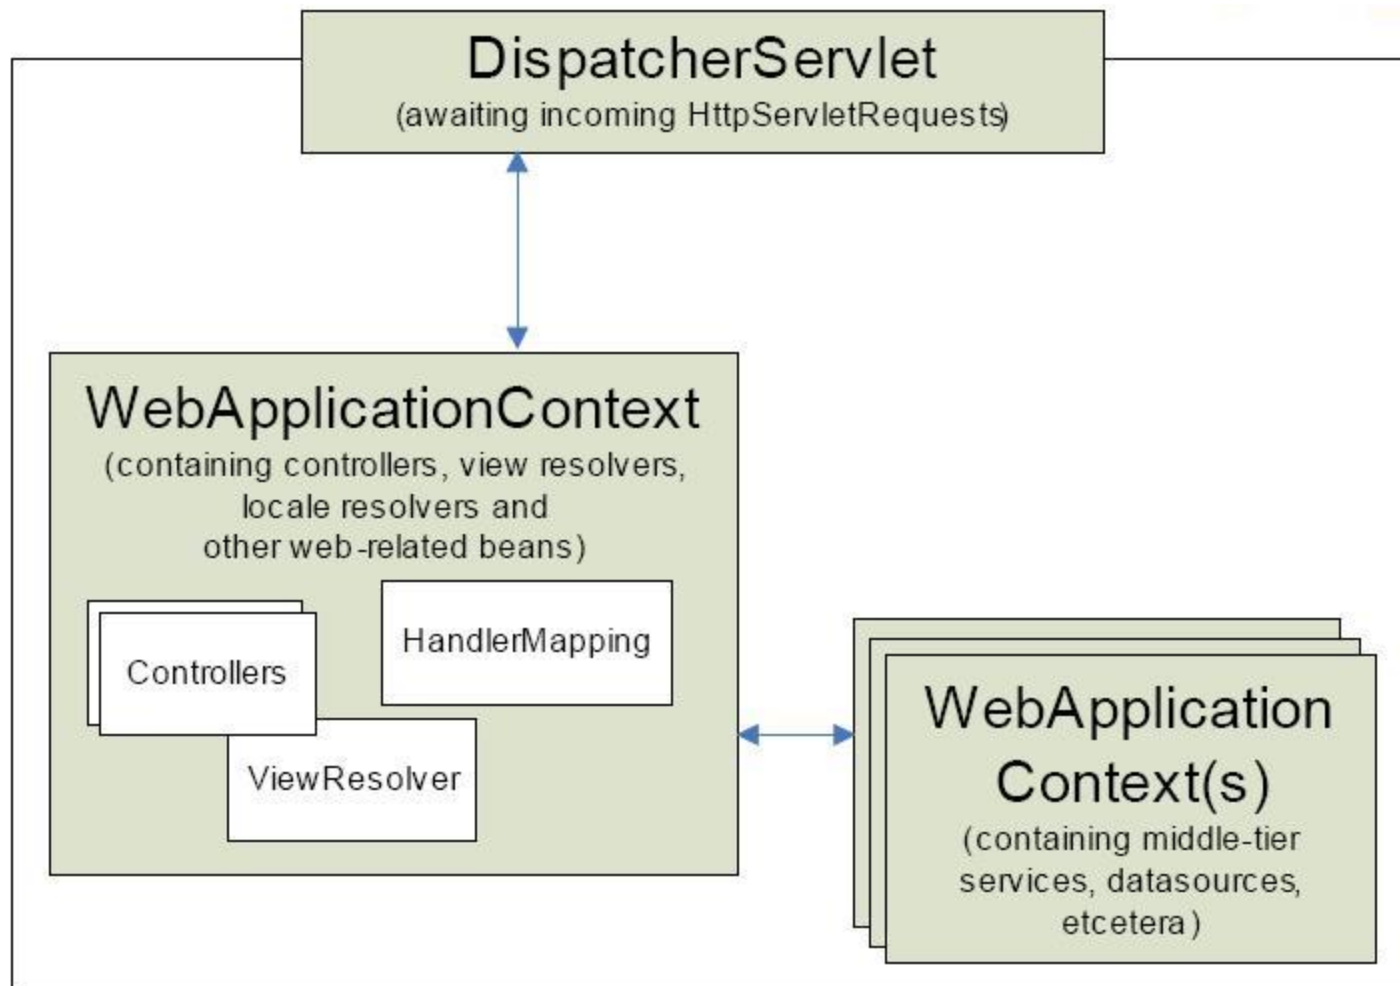 DispatcherServlet
(awaiting incoming HttpServletRequests)
WebApplicationContext
(containing controllers, view resolvers,
locale resolvers and
other web-related beans)
HandlerMapping
Controllers
ViewResolver
WebApplication
Context(s)
(containing middle-tier
services, datasources,
etcetera)